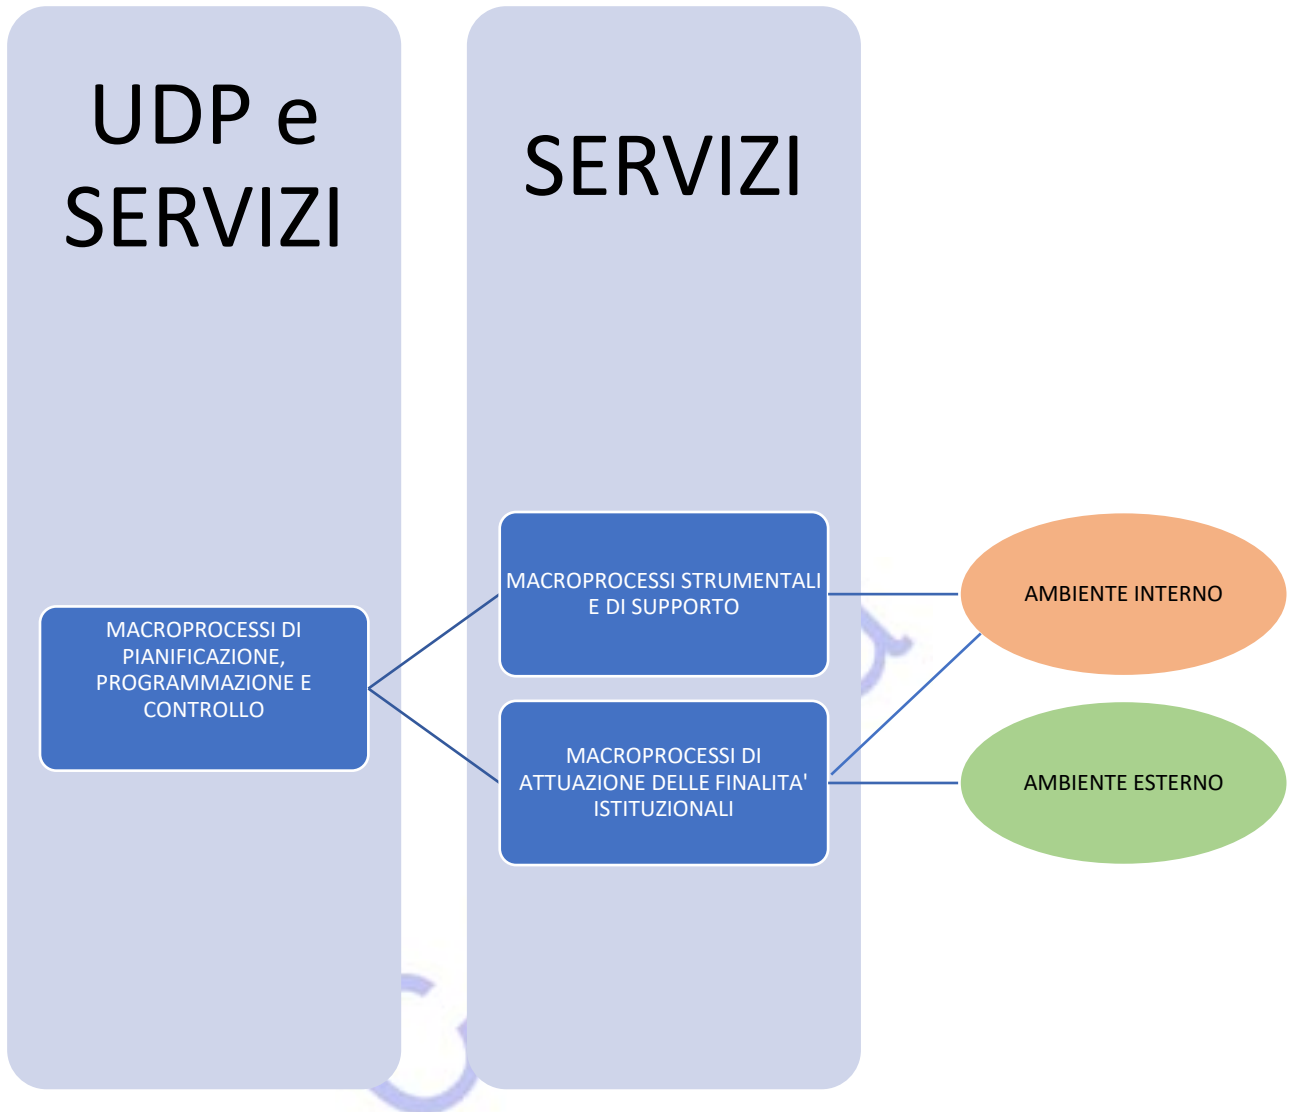 UDP e
SERVIZI
SERVIZI
MACROPROCESSI DI
PIANIFICAZIONE,
PROGRAMMAZIONE E
CONTROLLO
MACROPROCESSI STRUMENTALI
E DI SUPPORTO
MACROPROCESSI DI
ATTUAZIONE DELLE FINALITA'
ISTITUZIONALI
AMBIENTE INTERNO
AMBIENTE ESTERNO